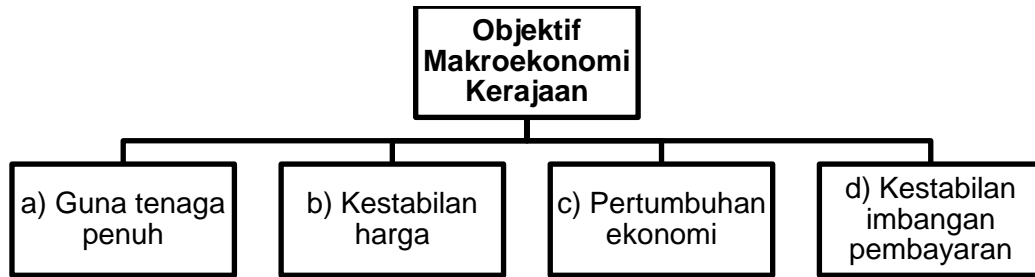 Objektif
Makroekonomi
Kerajaan
a) Guna tenaga
penuh
b) Kestabilan
harga
c) Pertumbuhan
ekonomi
d) Kestabilan
imbangan
pembayaran